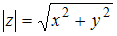 |z| = √(x² + y²)